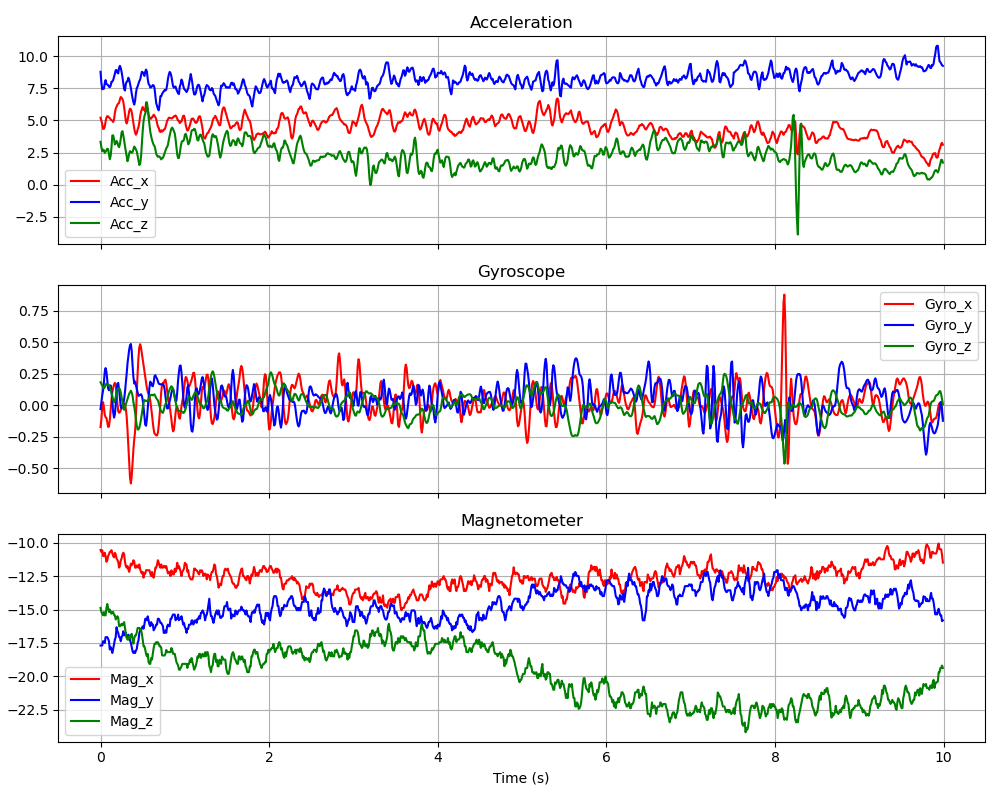 Acceleration
10.0
7.5
5.0
2.5
0.0
−2.5
Acc_x
Acc_y
Acc_z
Gyroscope
0.75
0.50
0.25
0.00
−0.25
−0.50
Gyro_x
Gyro_y
Gyro_z
Magnetometer
−10.0
−12.5
−15.0
−17.5
−20.0
−22.5
Mag_x
Mag_y
Mag_z
0 2 4 6 8 10
Time (s)